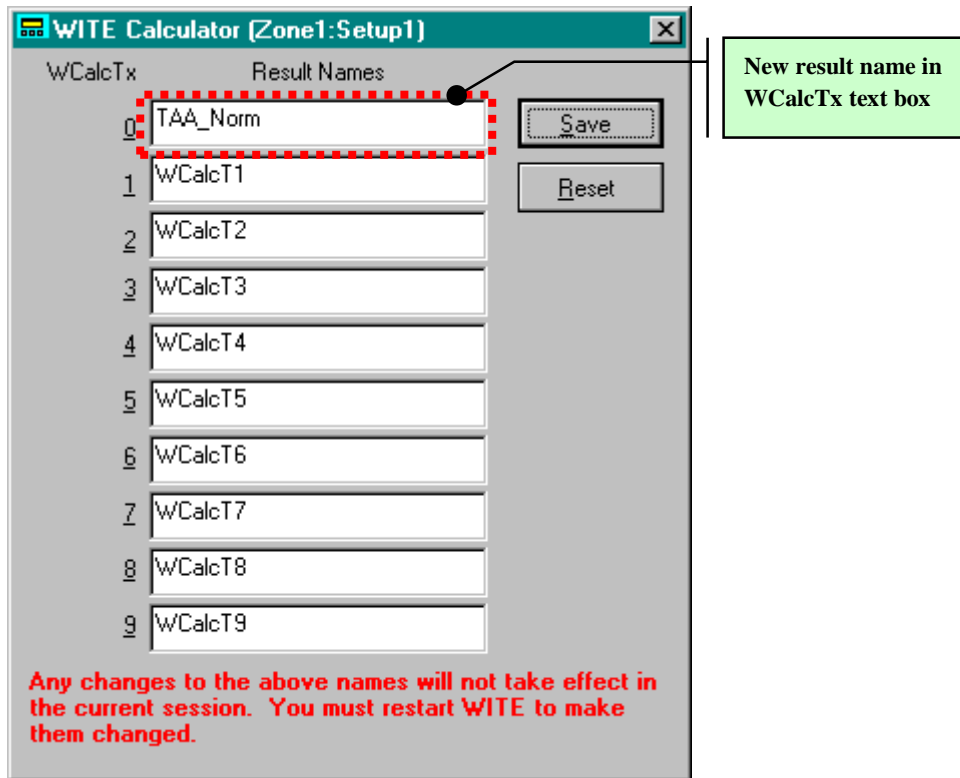 WITE Calculator (Zone1:Setup1)
WCalcTx Result Names
0 TAA_Norm
1 WCalcT1
2 WCalcT2
3 WCalcT3
4 WCalcT4
5 WCalcT5
6 WCalcT6
7 WCalcT7
8 WCalcT8
9 WCalcT9
Save
Reset
Any changes to the above names will not take effect in
the current session. You must restart WITE to make
them changed.
New result name in
WCalcTx text box